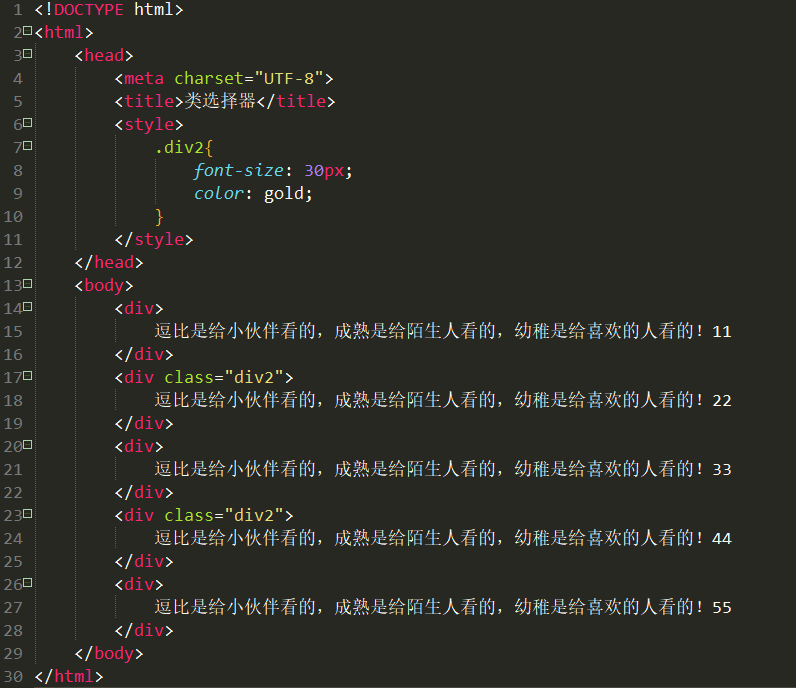 1 <!DOCTYPE html>
2 <html>
3     <head>
4         <meta charset="UTF-8">
5         <title>类选择器</title>
6         <style>
7             .div2{
8                 font-size: 30px;
9                 color: gold;
10             }
11         </style>
12     </head>
13     <body>
14         <div>
15             逗比是给小伙伴看的，成熟是给陌生人看的，幼稚是给喜欢的人看的！11
16         </div>
17         <div class="div2">
18             逗比是给小伙伴看的，成熟是给陌生人看的，幼稚是给喜欢的人看的！22
19         </div>
20         <div>
21             逗比是给小伙伴看的，成熟是给陌生人看的，幼稚是给喜欢的人看的！33
22         </div>
23         <div class="div2">
24             逗比是给小伙伴看的，成熟是给陌生人看的，幼稚是给喜欢的人看的！44
25         </div>
26         <div>
27             逗比是给小伙伴看的，成熟是给陌生人看的，幼稚是给喜欢的人看的！55
28         </div>
29     </body>
30 </html>